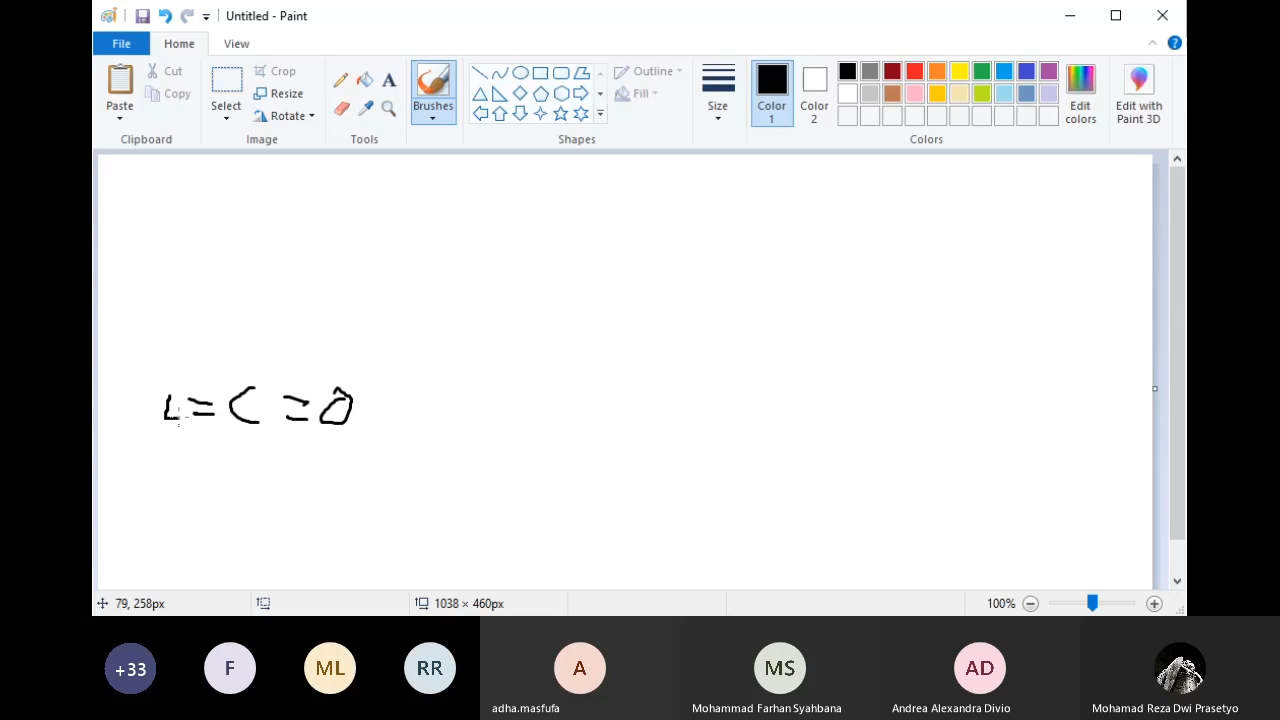 Untitled - Paint
File Home View
Paste
Cut
Copy
Clipboard
Select
Crop
Resize
Rotate
Image
A
Tools
Brushes
Outline
Fill
Shapes
Size
Color 1
Color 2
Edit colors
Edit with Paint 3D
Colors
L = C = 0
79, 258px
1038 × 460px
100%
+33
F
ML
RR
A
adha.masfufa
MS
Mohammad Farhan Syahbana
AD
Andrea Alexandra Divio
Mohamad Reza Dwi Prasetyo